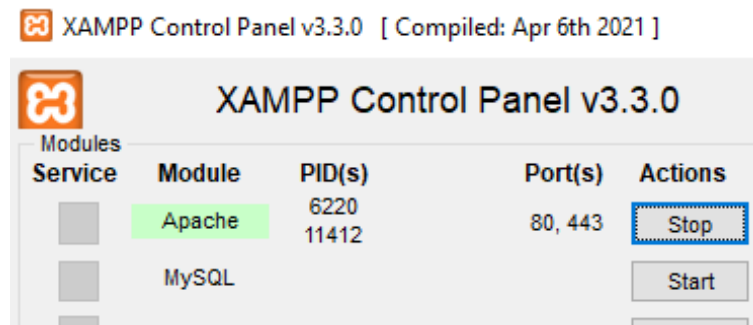 XAMPP Control Panel v3.3.0 [ Compiled: Apr 6th 2021 ]
XAMPP Control Panel v3.3.0
Modules
Service Module PID(s) Port(s) Actions
Apache 6220 11412 80, 443 Stop
MySQL Start